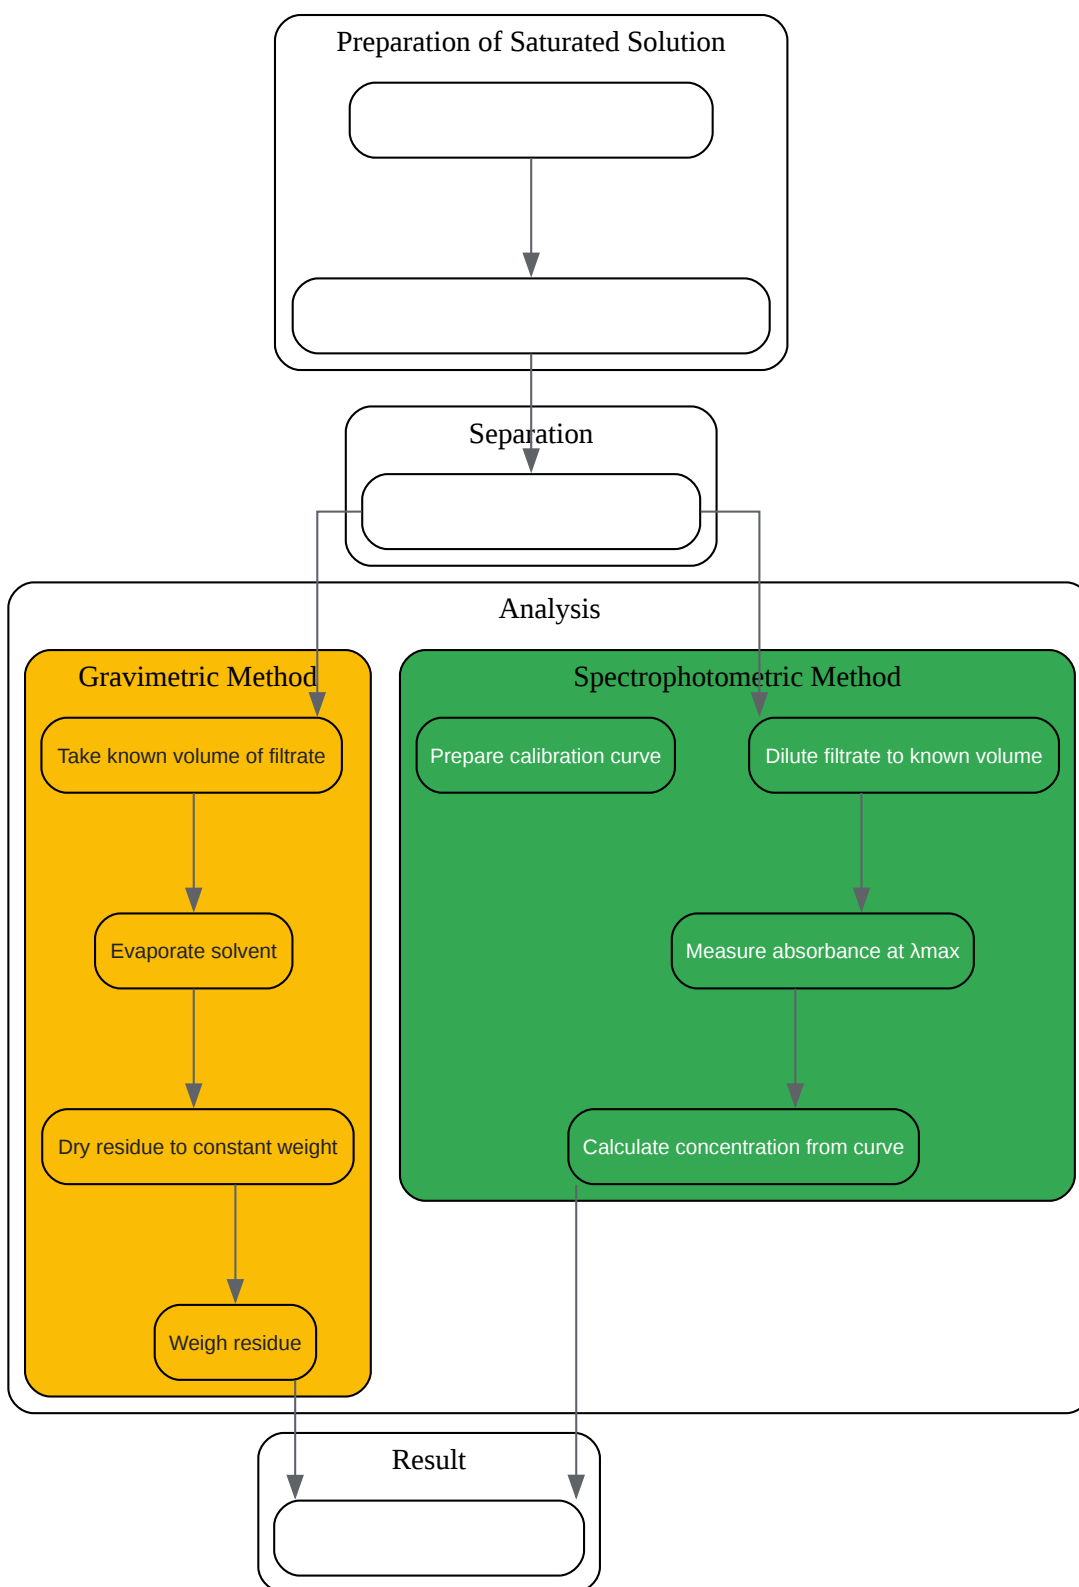 Preparation of Saturated Solution
Separation
Analysis
Gravimetric Method
Spectrophotometric Method
Take known volume of filtrate
Prepare calibration curve
Dilute filtrate to known volume
Evaporate solvent
Measure absorbance at λmax
Dry residue to constant weight
Calculate concentration from curve
Weigh residue
Result